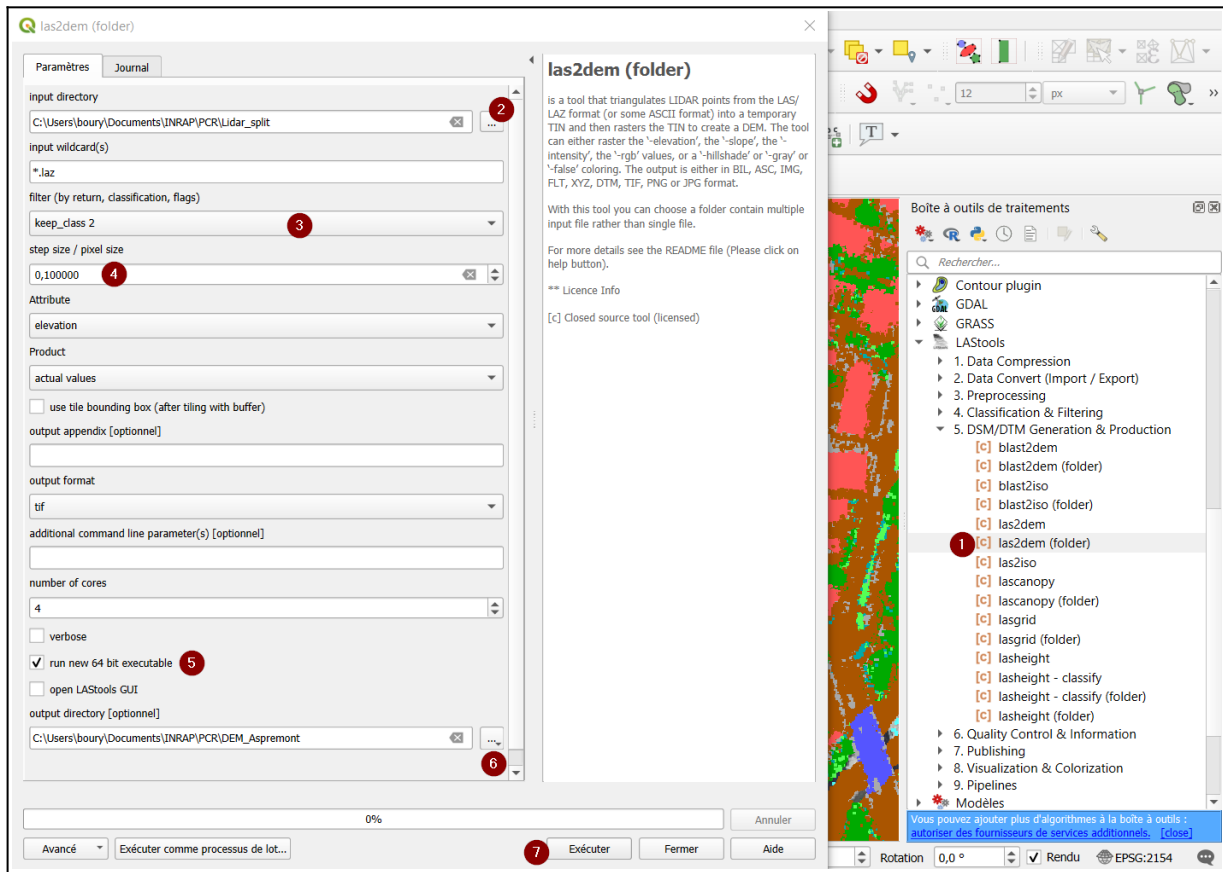 las2dem (folder)
Paramètres
Journal
input directory
C:\Users\boury\Documents\INRAP\PCR\Lidar_split
...
2
input wildcard(s)
*.laz
filter (by return, classification, flags)
keep_class 2
3
step size / pixel size
0,100000
4
Attribute
elevation
Product
actual values
use tile bounding box (after tiling with buffer)
output appendix [optionnel]
output format
tif
additional command line parameter(s) [optionnel]
number of cores
4
verbose
run new 64 bit executable
5
open LAStools GUI
output directory [optionnel]
C:\Users\boury\Documents\INRAP\PCR\DEM_Aspremont
...
6
0%
Annuler
Avancé
Exécuter comme processus de lot...
7
Exécuter
Fermer
Aide
las2dem (folder)
is a tool that triangulates LIDAR points from the LAS/
LAZ format (or some ASCII format) into a temporary
TIN and then rasters the TIN to create a DEM. The tool
can either raster the '-elevation', the '-slope', the '-
intensity', the '-rgb' values, or a '-hillshade' or '-gray' or
'-false' coloring. The output is either in BIL, ASC, IMG,
FLT, XYZ, DTM, TIF, PNG or JPG format.
With this tool you can choose a folder contain multiple
input file rather than single file.
For more details see the README file (Please click on
help button).
** Licence Info
[c] Closed source tool (licensed)
12
px
»
T
Boîte à outils de traitements
Rechercher...
Contour plugin
GDAL
GRASS
LAStools
1. Data Compression
2. Data Convert (Import / Export)
3. Preprocessing
4. Classification & Filtering
5. DSM/DTM Generation & Production
[c] blast2dem
[c] blast2dem (folder)
[c] blast2iso
[c] blast2iso (folder)
[c] las2dem
1
[c] las2dem (folder)
[c] las2iso
[c] lascanopy
[c] lascanopy (folder)
[c] lasgrid
[c] lasgrid (folder)
[c] lasheight
[c] lasheight - classify
[c] lasheight - classify (folder)
[c] lasheight (folder)
6. Quality Control & Information
7. Publishing
8. Visualization & Colorization
9. Pipelines
Modèles
Vous pouvez ajouter plus d'algorithmes à la boîte à outils :
autoriser des fournisseurs de services additionnels. [close]
Rotation
0,0 °
Rendu
EPSG:2154